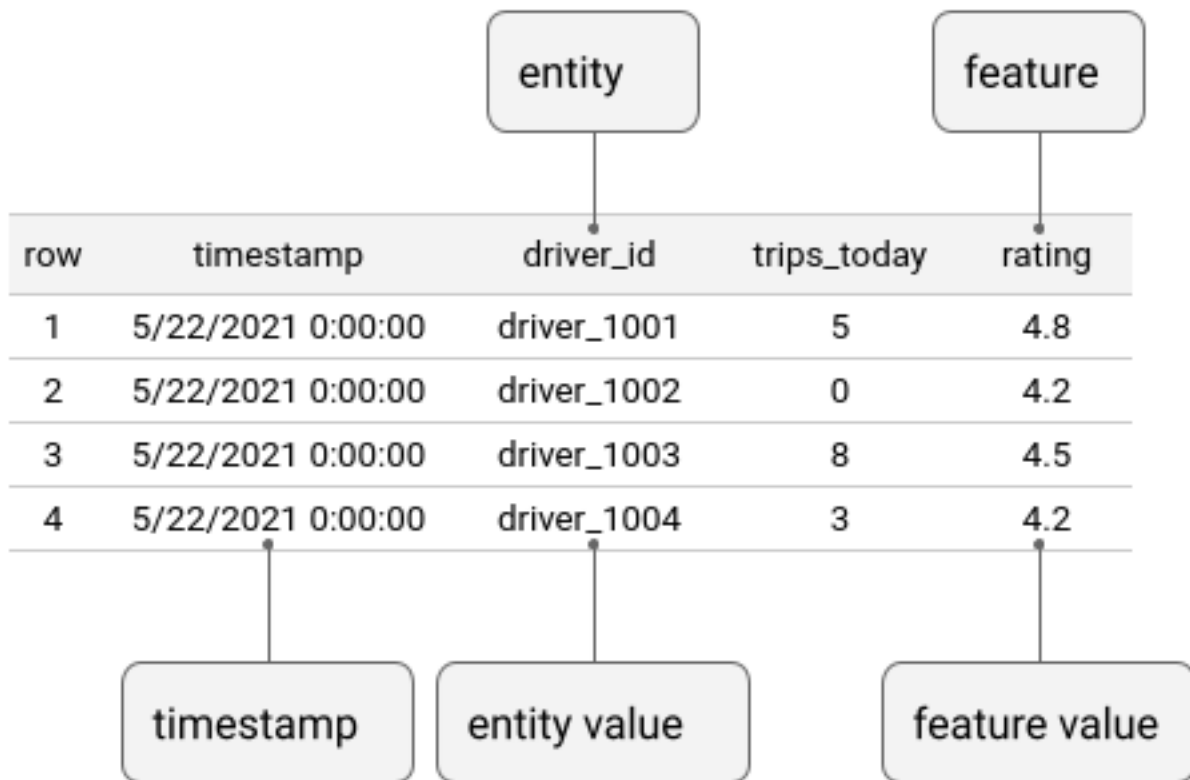 entity feature
row timestamp driver_id trips_today rating
1 5/22/2021 0:00:00 driver_1001 5 4.8
2 5/22/2021 0:00:00 driver_1002 0 4.2
3 5/22/2021 0:00:00 driver_1003 8 4.5
4 5/22/2021 0:00:00 driver_1004 3 4.2
timestamp entity value feature value